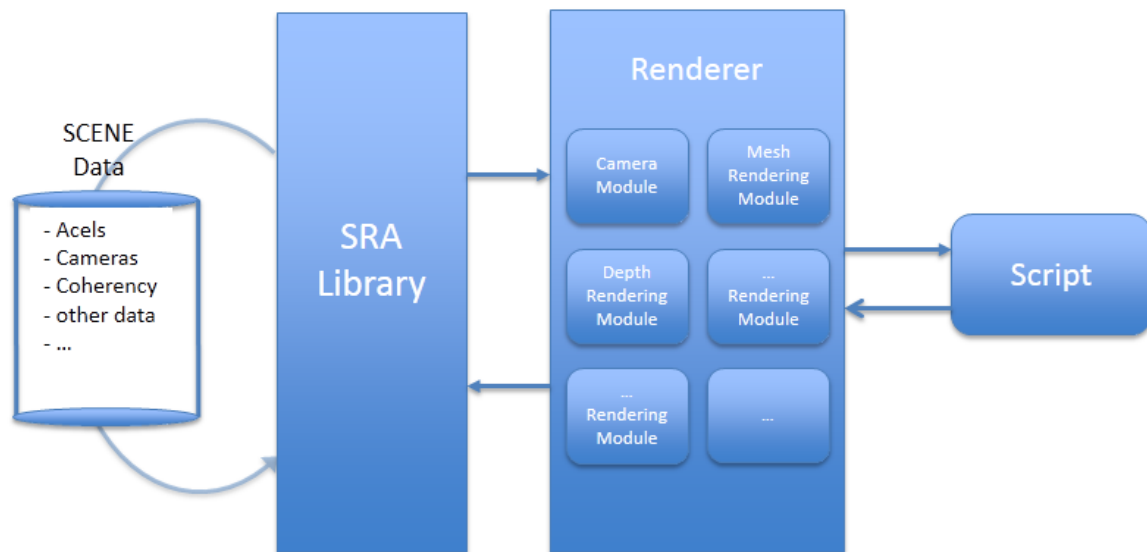 SCENE
Data
- Acels
- Cameras
- Coherency
- other data
- ...
SRA
Library
Renderer
Camera
Module
Mesh
Rendering
Module
Depth
Rendering
Module
...
Rendering
Module
...
Rendering
Module
...
Script